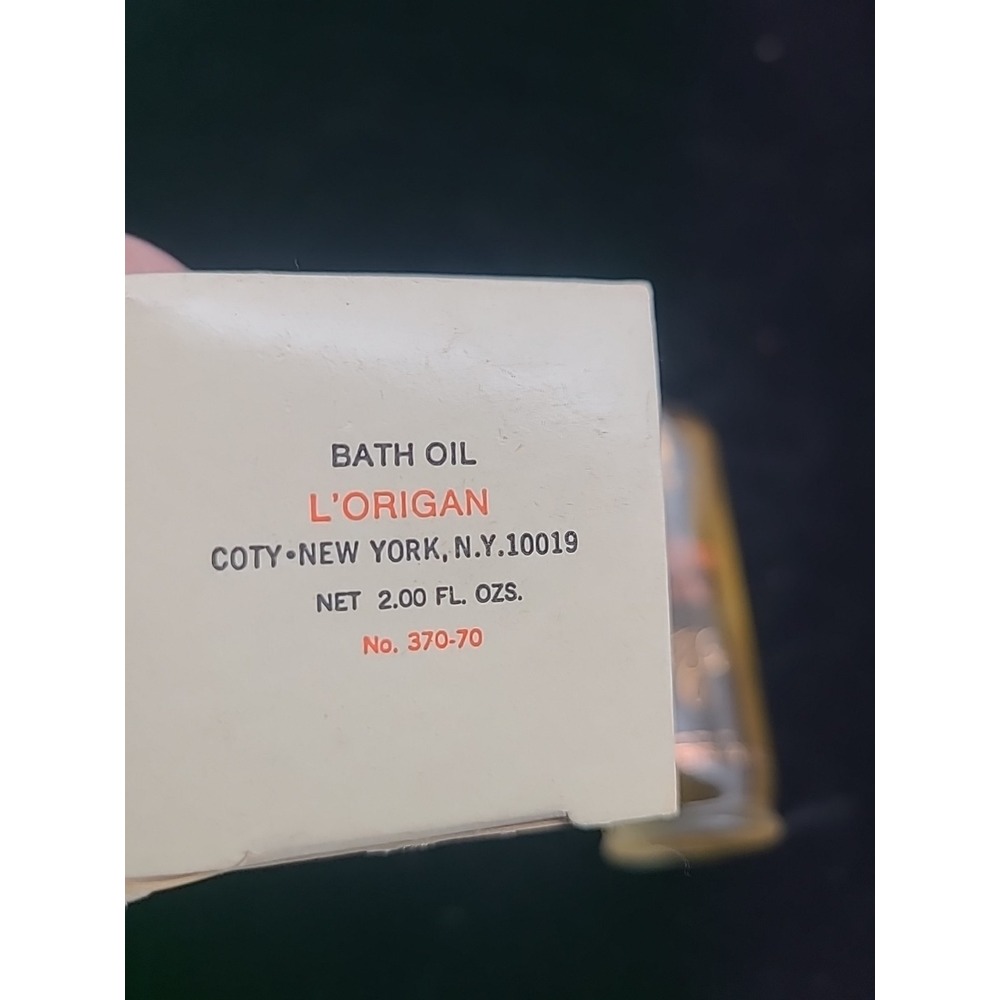 BATH OIL
L'ORIGAN
COTY•NEW YORK, N.Y.10019
NET 2.00 FL. OZS.
No. 370-70